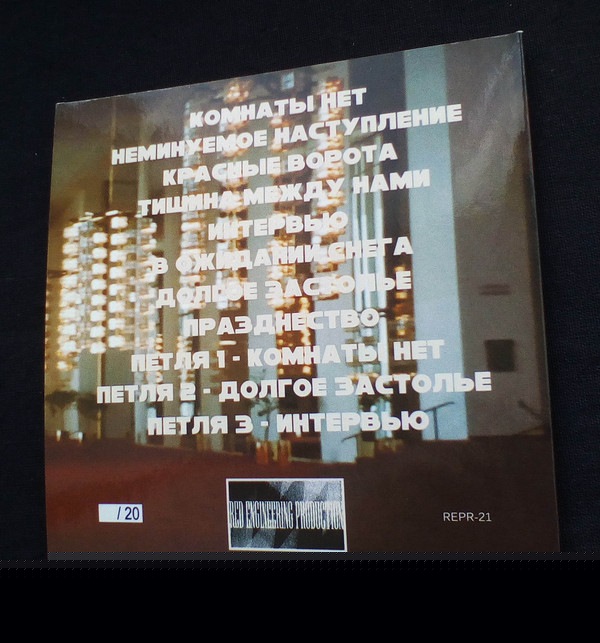 КОМНАТЫ НЕТ
НЕМИНУЕМОЕ НАСТУПЛЕНИЕ
КРАСНЫЕ ВОРОТА
ТИШИНА МЕЖДУ НАМИ
ИНТЕРВЬЮ
В ОЖИДАНИИ СНЕГА
ДОЛГОЕ ЗАСТОЛЬЕ
ПРАЗДНЕСТВО
ПЕТЛЯ 1 - КОМНАТЫ НЕТ
ПЕТЛЯ 2 - ДОЛГОЕ ЗАСТОЛЬЕ
ПЕТЛЯ 3 - ИНТЕРВЬЮ
/ 20
RED ENGINEERING PRODUCTION
REPR-21